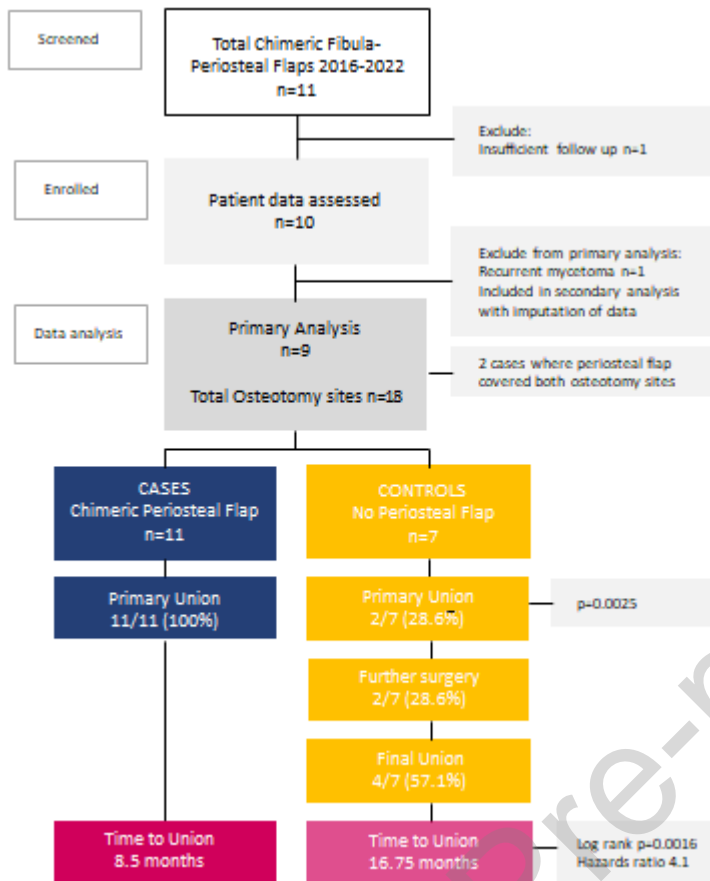 Screened
Total Chimeric Fibula-
Periosteal Flaps 2016-2022
n=11
Exclude:
Insufficient follow up n=1
Enrolled
Patient data assessed
n=10
Exclude from primary analysis:
Recurrent mycetoma n=1
Included in secondary analysis
with imputation of data
Data analysis
Primary Analysis
n=9
Total Osteotomy sites n=18
2 cases where periosteal flap
covered both osteotomy sites
CASES
Chimeric Periosteal Flap
n=11
CONTROLS
No Periosteal Flap
n=7
Primary Union
11/11 (100%)
Primary Union
2/7 (28.6%)
p=0.0025
Further surgery
2/7 (28.6%)
Final Union
4/7 (57.1%)
Time to Union
8.5 months
Time to Union
16.75 months
Log rank p=0.0016
Hazards ratio 4.1